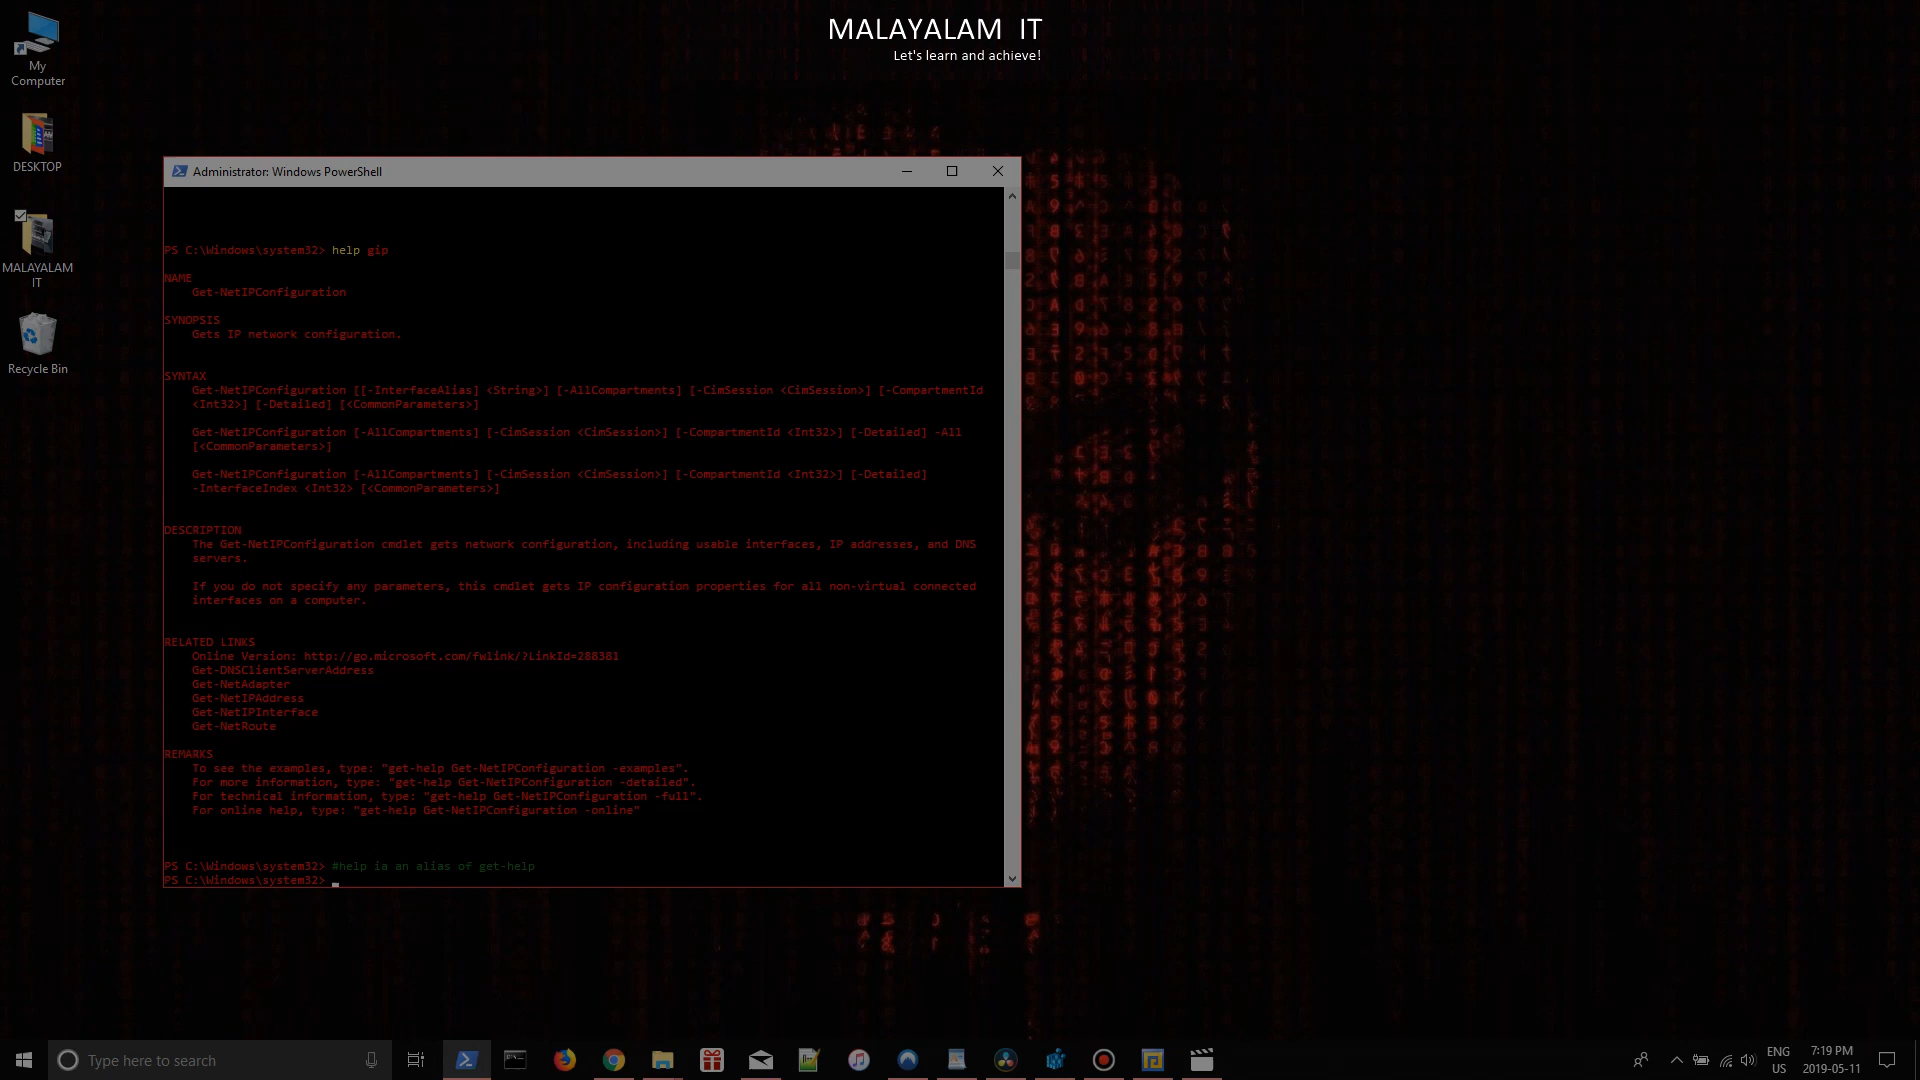 MALAYALAM IT
Let's learn and achieve!
My
Computer
DESKTOP
MALAYALAM
IT
Recycle Bin
Administrator: Windows PowerShell
PS C:\Windows\system32> help gip
NAME
Get-NetIPConfiguration
SYNOPSIS
Gets IP network configuration.
SYNTAX
Get-NetIPConfiguration [[-InterfaceAlias] <String>] [-AllCompartments] [-CimSession <CimSession>] [-CompartmentId
<Int32>] [-Detailed] [<CommonParameters>]
Get-NetIPConfiguration [-AllCompartments] [-CimSession <CimSession>] [-CompartmentId <Int32>] [-Detailed] -All
[<CommonParameters>]
Get-NetIPConfiguration [-AllCompartments] [-CimSession <CimSession>] [-CompartmentId <Int32>] [-Detailed]
-InterfaceIndex <Int32> [<CommonParameters>]
DESCRIPTION
The Get-NetIPConfiguration cmdlet gets network configuration, including usable interfaces, IP addresses, and DNS
servers.
If you do not specify any parameters, this cmdlet gets IP configuration properties for all non-virtual connected
interfaces on a computer.
RELATED LINKS
Online Version: http://go.microsoft.com/fwlink/?LinkId=288381
Get-DNSClientServerAddress
Get-NetAdapter
Get-NetIPAddress
Get-NetIPInterface
Get-NetRoute
REMARKS
To see the examples, type: "get-help Get-NetIPConfiguration -examples".
For more information, type: "get-help Get-NetIPConfiguration -detailed".
For technical information, type: "get-help Get-NetIPConfiguration -full".
For online help, type: "get-help Get-NetIPConfiguration -online"
PS C:\Windows\system32> #help ia an alias of get-help
PS C:\Windows\system32>
Type here to search
ENG
US
7:19 PM
2019-05-11